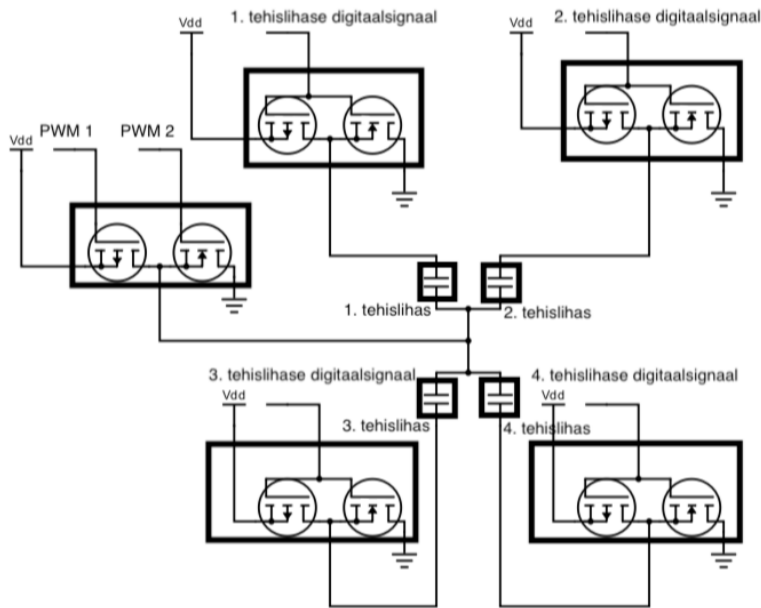 Vdd
1. tehislihase digitaalsignaal
Vdd
2. tehislihase digitaalsignaal
Vdd
PWM 1
PWM 2
1. tehislihas
2. tehislihas
3. tehislihase digitaalsignaal
4. tehislihase digitaalsignaal
Vdd
Vdd
3. tehislihas
4. tehislihas